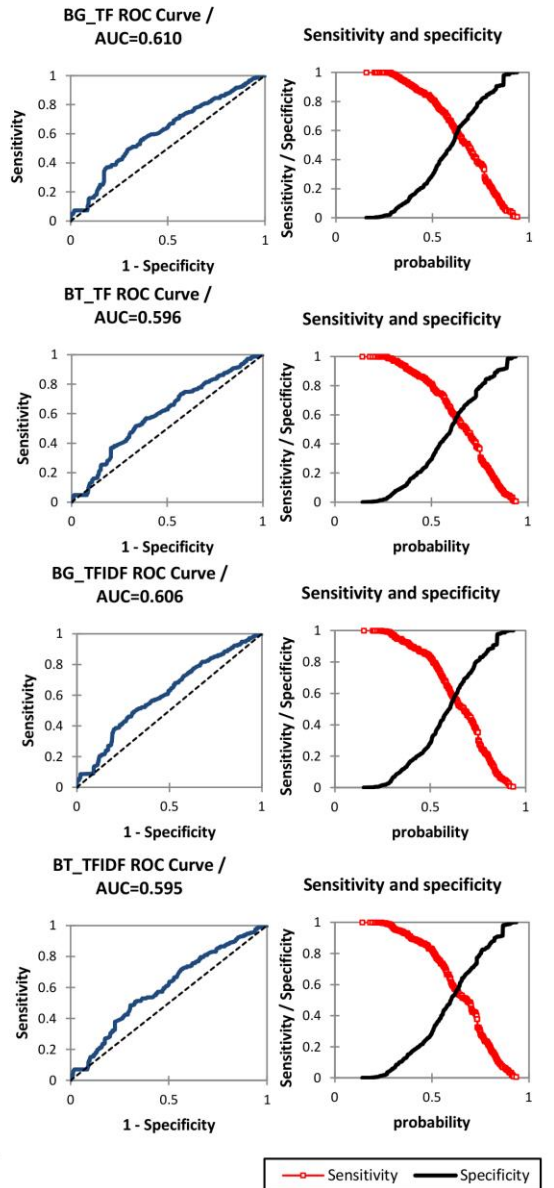 BG_TF ROC Curve /
AUC=0.610
Sensitivity
1
0.8
0.6
0.4
0.2
0
0
0.5
1
1 - Specificity
Sensitivity and specificity
Sensitivity / Specificity
1
0.8
0.6
0.4
0.2
0
0
0.5
1
probability
BT_TF ROC Curve /
AUC=0.596
Sensitivity
1
0.8
0.6
0.4
0.2
0
0
0.5
1
1 - Specificity
Sensitivity and specificity
Sensitivity / Specificity
1
0.8
0.6
0.4
0.2
0
0
0.5
1
probability
BG_TFIDF ROC Curve /
AUC=0.606
Sensitivity
1
0.8
0.6
0.4
0.2
0
0
0.5
1
1 - Specificity
Sensitivity and specificity
Sensitivity / Specificity
1
0.8
0.6
0.4
0.2
0
0
0.5
1
probability
BT_TFIDF ROC Curve /
AUC=0.595
Sensitivity
1
0.8
0.6
0.4
0.2
0
0
0.5
1
1 - Specificity
Sensitivity and specificity
Sensitivity / Specificity
1
0.8
0.6
0.4
0.2
0
0
0.5
1
probability
Sensitivity
Specificity